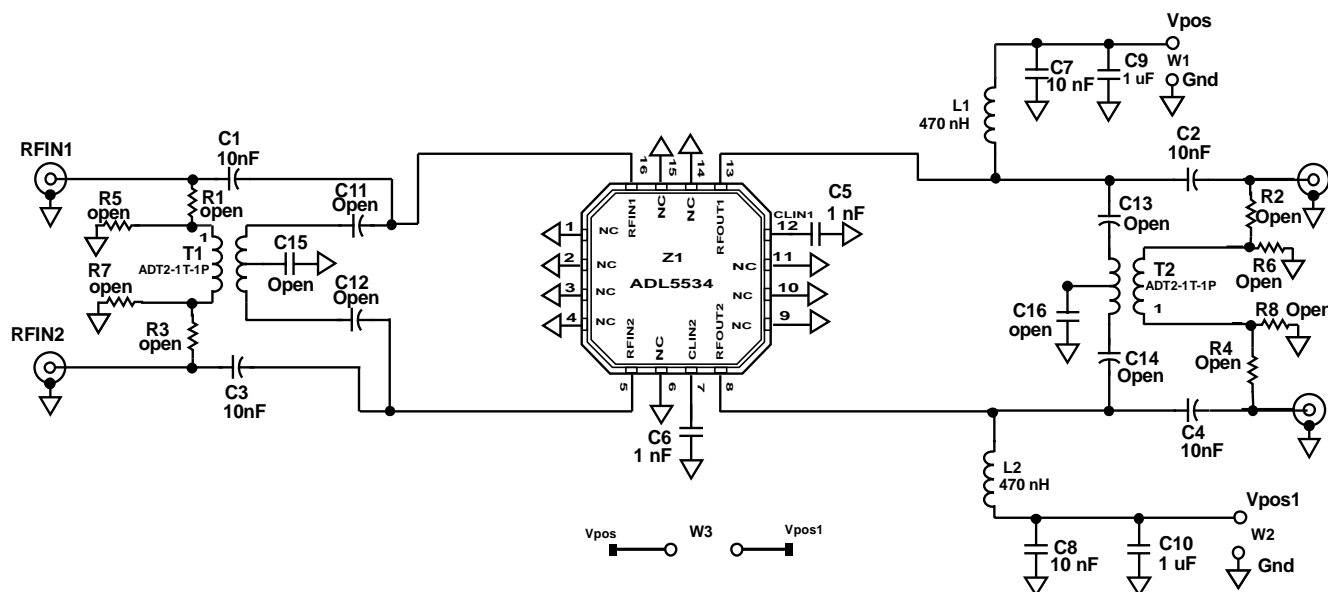 Vpos
W1
Gnd
C7
10 nF
C9
1 uF
L1
470 nH
C2
10nF
RFIN1
C1
10nF
R5
open
R1
open
C11
Open
1
T1
ADT2-1T-1P
C15
Open
R7
open
C12
Open
R3
open
RFIN2
C3
10nF
16
15
14
13
RFIN1
NC
NC
RFOUT1
CLIN1
12
C5
1 nF
1
NC
2
NC
3
NC
4
NC
Z1
ADL5534
11
NC
10
NC
9
NC
RFIN2
NC
CLIN2
RFOUT2
5
6
7
8
C6
1 nF
C13
Open
R2
Open
T2
ADT2-1T-1P
1
R6
Open
C16
open
R8 Open
C14
Open
R4
Open
C4
10nF
L2
470 nH
Vpos1
W2
Gnd
C8
10 nF
C10
1 uF
Vpos
W3
Vpos1